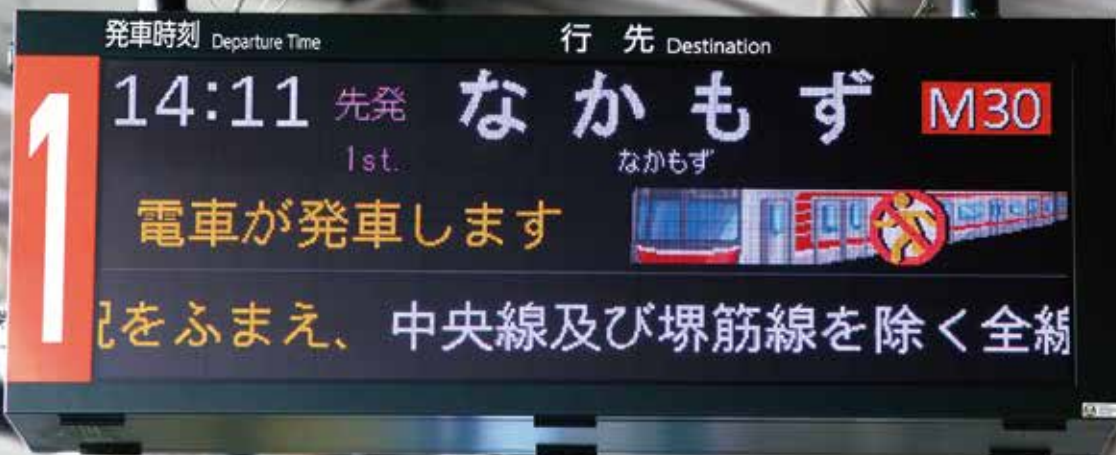 発車時刻 Departure Time 行先 Destination
1
14:11 先発 なかもず M30
1st. なかもず
電車が発車します
をふまえ、中央線及び堺筋線を除く全線